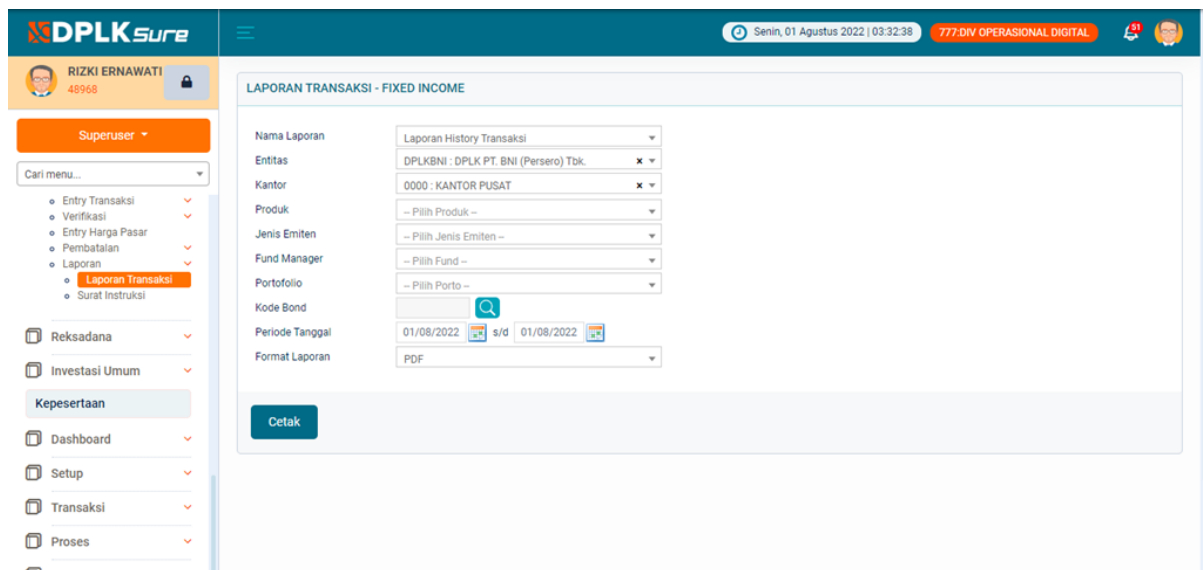 DPLK Sure
Senin, 01 Agustus 2022 | 03:32:38
777:DIV OPERASIONAL DIGITAL
51
RIZKI ERNAWATI
48968
Superuser
Cari menu...
Entry Transaksi
Verifikasi
Entry Harga Pasar
Pembatalan
Laporan
Laporan Transaksi
Surat Instruksi
Reksadana
Investasi Umum
Kepesertaan
Dashboard
Setup
Transaksi
Proses
LAPORAN TRANSAKSI - FIXED INCOME
Nama Laporan Laporan History Transaksi
Entitas DPLKBNI : DPLK PT. BNI (Persero) Tbk. x
Kantor 0000 : KANTOR PUSAT x
Produk -- Pilih Produk --
Jenis Emiten -- Pilih Jenis Emiten --
Fund Manager -- Pilih Fund --
Portofolio -- Pilih Porto --
Kode Bond
Periode Tanggal 01/08/2022 s/d 01/08/2022
Format Laporan PDF
Cetak